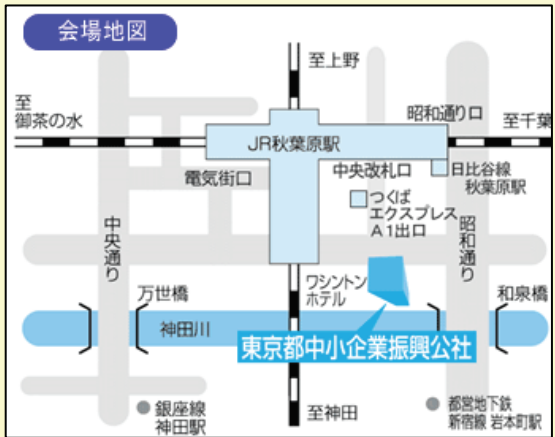 会場地図
至上野
至
御茶の水
昭和通り口
至千葉
JR秋葉原駅
電気街口
中央改札口
日比谷線
秋葉原駅
つくば
エクスプレス
A1出口
中央通り
昭和通り
ワシントン
ホテル
万世橋
和泉橋
神田川
東京都中小企業振興公社
銀座線
神田駅
至神田
都営地下鉄
新宿線 岩本町駅